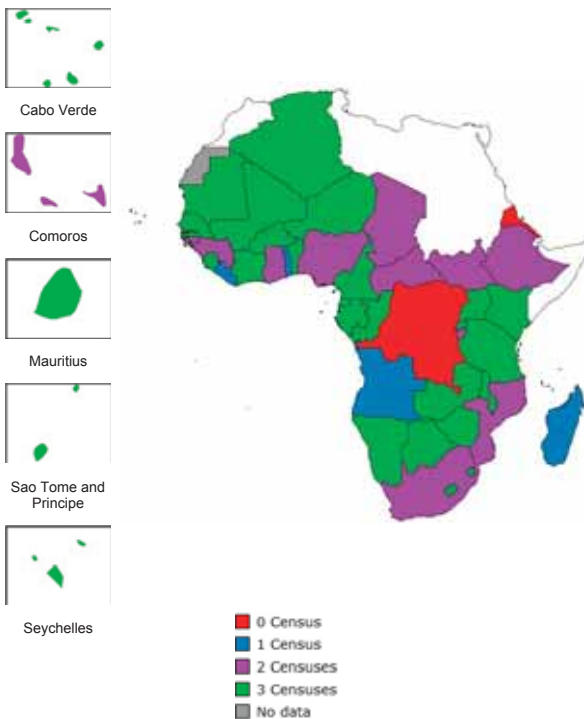 Cabo Verde
Comoros
Mauritius
Sao Tome and
Principe
Seychelles
0 Census
1 Census
2 Censuses
3 Censuses
No data